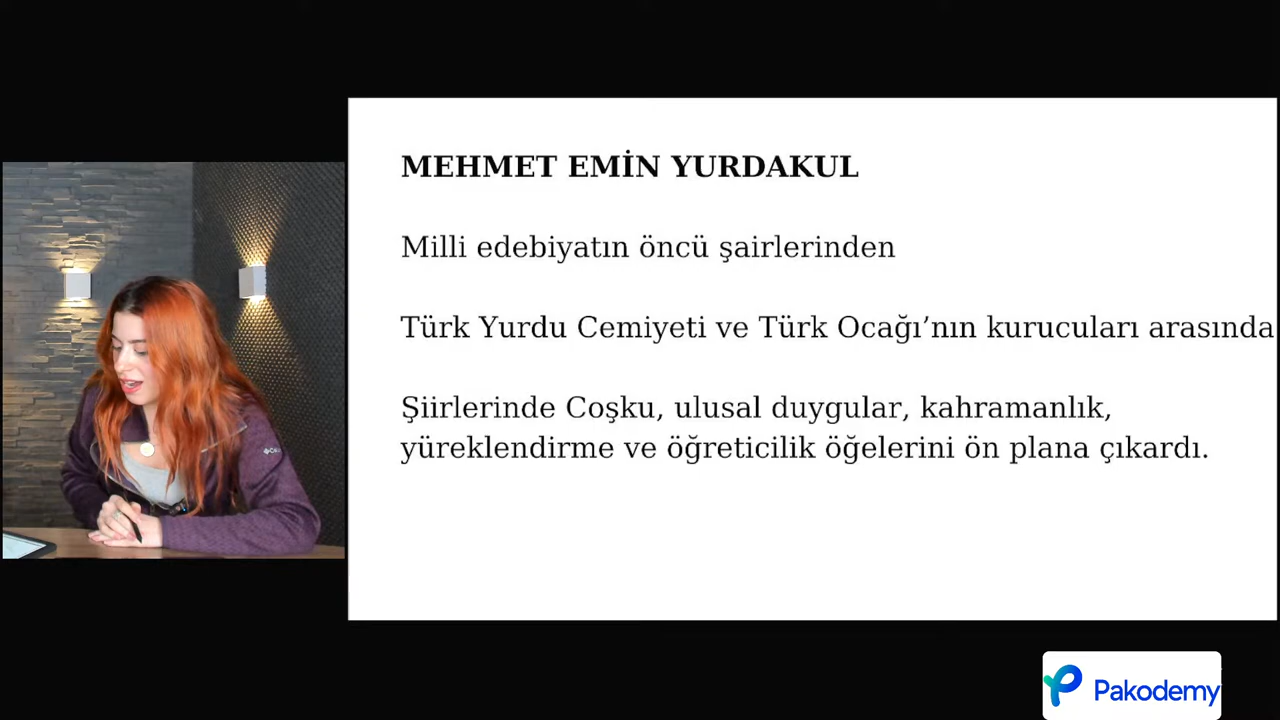 MEHMET EMİN YURDAKUL
Milli edebiyatın öncü şairlerinden
Türk Yurdu Cemiyeti ve Türk Ocağı’nın kurucuları arasında
Şiirlerinde Coşku, ulusal duygular, kahramanlık,
yüreklendirme ve öğreticilik öğelerini ön plana çıkardı.
Pakodemy